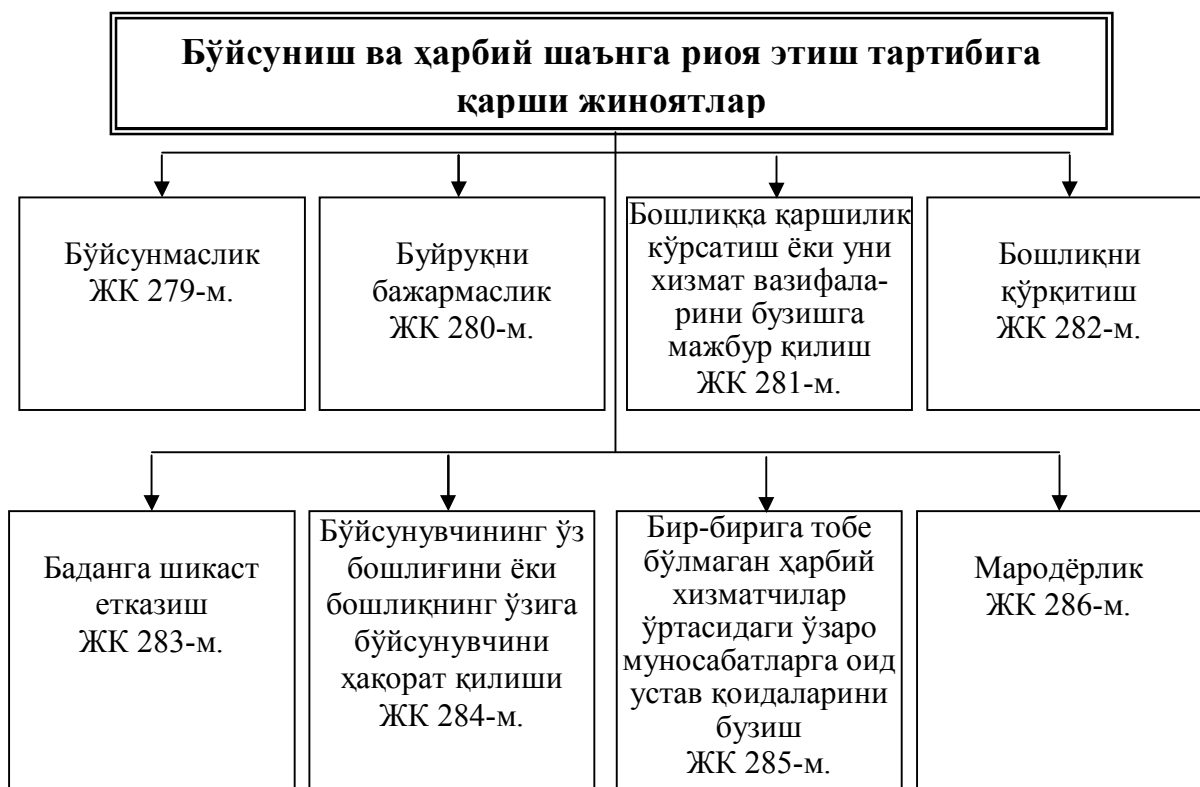 Бўйсуниш ва ҳарбий шаънга риоя этиш тартибига
қарши жиноятлар
Бўйсунмаслик
ЖК 279-м.
Буйруқни
бажармаслик
ЖК 280-м.
Бошлиққа қаршилик
кўрсатиш ёки уни
хизмат вазифала-
рини бузишга
мажбур қилиш
ЖК 281-м.
Бошлиқни
қўрқитиш
ЖК 282-м.
Баданга шикаст
етказиш
ЖК 283-м.
Бўйсунувчининг ўз
бошлиғини ёки
бошлиқнинг ўзига
бўйсунувчини
ҳақорат қилиши
ЖК 284-м.
Бир-бирига тобе
бўлмаган ҳарбий
хизматчилар
ўртасидаги ўзаро
муносабатларга оид
устав қоидаларини
бузиш
ЖК 285-м.
Мародёрлик
ЖК 286-м.